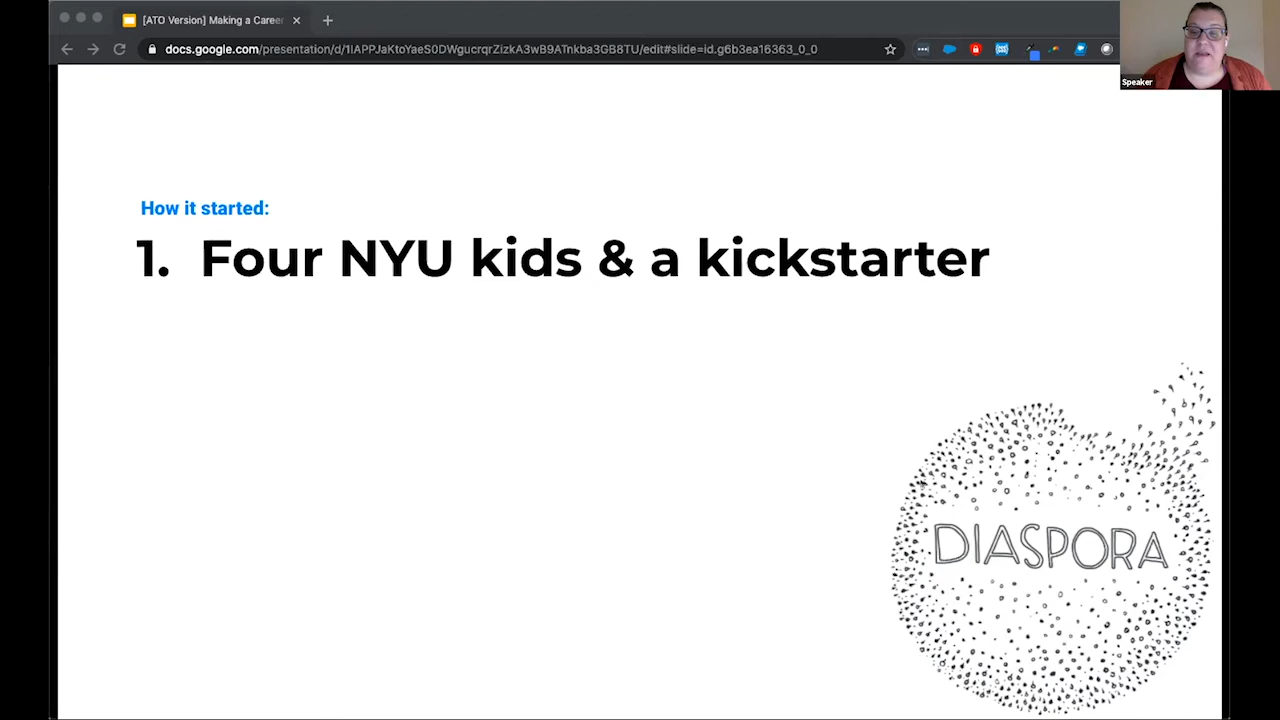 [ATO Version] Making a Career
docs.google.com/presentation/d/1lAPPJaKtoYaeS0DWgucrqrZizkA3wB9ATnkba3GB8TU/edit#slide=id.g6b3ea16363_0_0
Speaker
How it started:
1. Four NYU kids & a kickstarter
DIASPORA